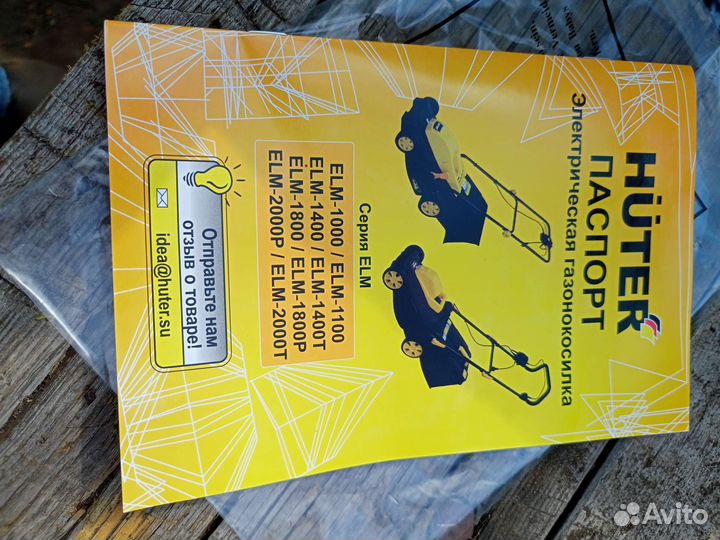 HÜTER
ПАСПОРТ
Электрическая газонокосилка
Серия ELM
ELM-1000 / ELM-1100
ELM-1400 / ELM-1400T
ELM-1800 / ELM-1800P
ELM-2000P / ELM-2000T
Отправьте нам
отзыв о товаре!
idea@huter.su
Avito